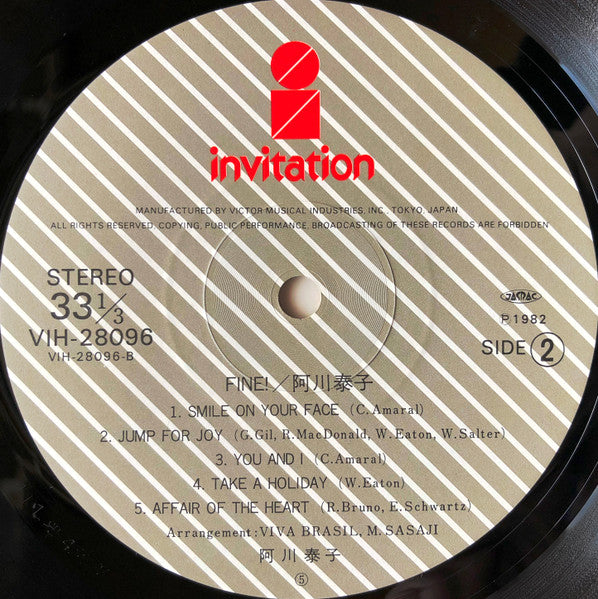 invitation
MANUFACTURED BY VICTOR MUSICAL INDUSTRIES, INC., TOKYO, JAPAN
ALL RIGHTS RESERVED, COPYING, PUBLIC PERFORMANCE, BROADCASTING OF THESE RECORDS ARE FORBIDDEN
STEREO
33 1/3
VIH-28096
VIH-28096-B
JASRAC
℗1982
SIDE ②
FINE!／阿川泰子
1. SMILE ON YOUR FACE (C. Amaral)
2. JUMP FOR JOY (G.Gil, R.MacDonald, W.Eaton, W.Salter)
3. YOU AND I (C.Amaral)
4. TAKE A HOLIDAY (W.Eaton)
5. AFFAIR OF THE HEART (R.Bruno, E.Schwartz)
Arrangement:VIVA BRASIL, M. SASAJI
阿川泰子
⑤